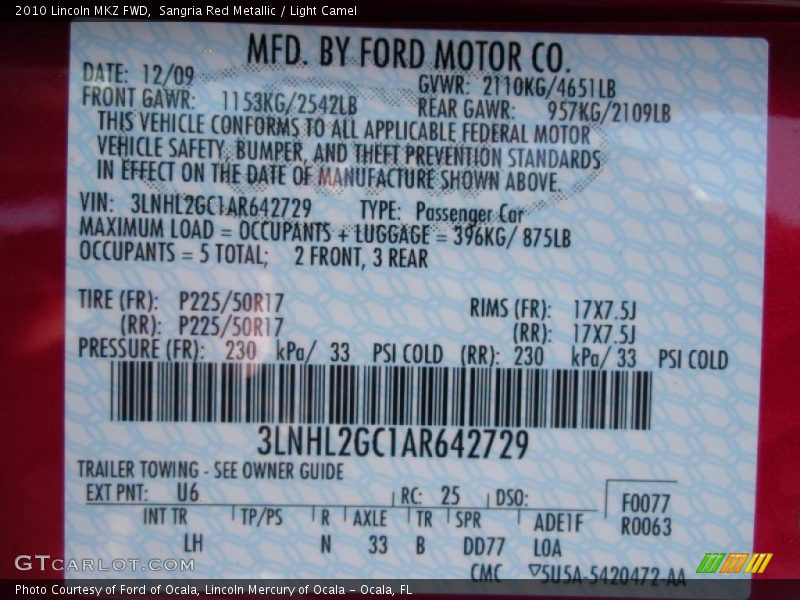 2010 Lincoln MKZ FWD,  Sangria Red Metallic / Light Camel
MFD. BY FORD MOTOR CO.
DATE: 12/09 GVWR: 2110KG/4651LB
FRONT GAWR: 1153KG/2542LB REAR GAWR: 957KG/2109LB
THIS VEHICLE CONFORMS TO ALL APPLICABLE FEDERAL MOTOR
VEHICLE SAFETY, BUMPER, AND THEFT PREVENTION STANDARDS
IN EFFECT ON THE DATE OF MANUFACTURE SHOWN ABOVE.
VIN: 3LNHL2GC1AR642729 TYPE: Passenger Car
MAXIMUM LOAD = OCCUPANTS + LUGGAGE = 396KG/ 875LB
OCCUPANTS = 5 TOTAL; 2 FRONT, 3 REAR
TIRE (FR): P225/50R17 RIMS (FR): 17X7.5J
(RR): P225/50R17 (RR): 17X7.5J
PRESSURE (FR): 230 kPa/ 33 PSI COLD (RR): 230 kPa/ 33 PSI COLD
3LNHL2GC1AR642729
TRAILER TOWING - SEE OWNER GUIDE
EXT PNT: U6 RC: 25 DSO: F0077
INT TR TP/PS R AXLE TR SPR ADE1F R0063
LH N 33 B DD77 LOA
CMC ▽5U5A-5420472-AA
GTCARLOT.COM
Photo Courtesy of Ford of Ocala, Lincoln Mercury of Ocala – Ocala, FL